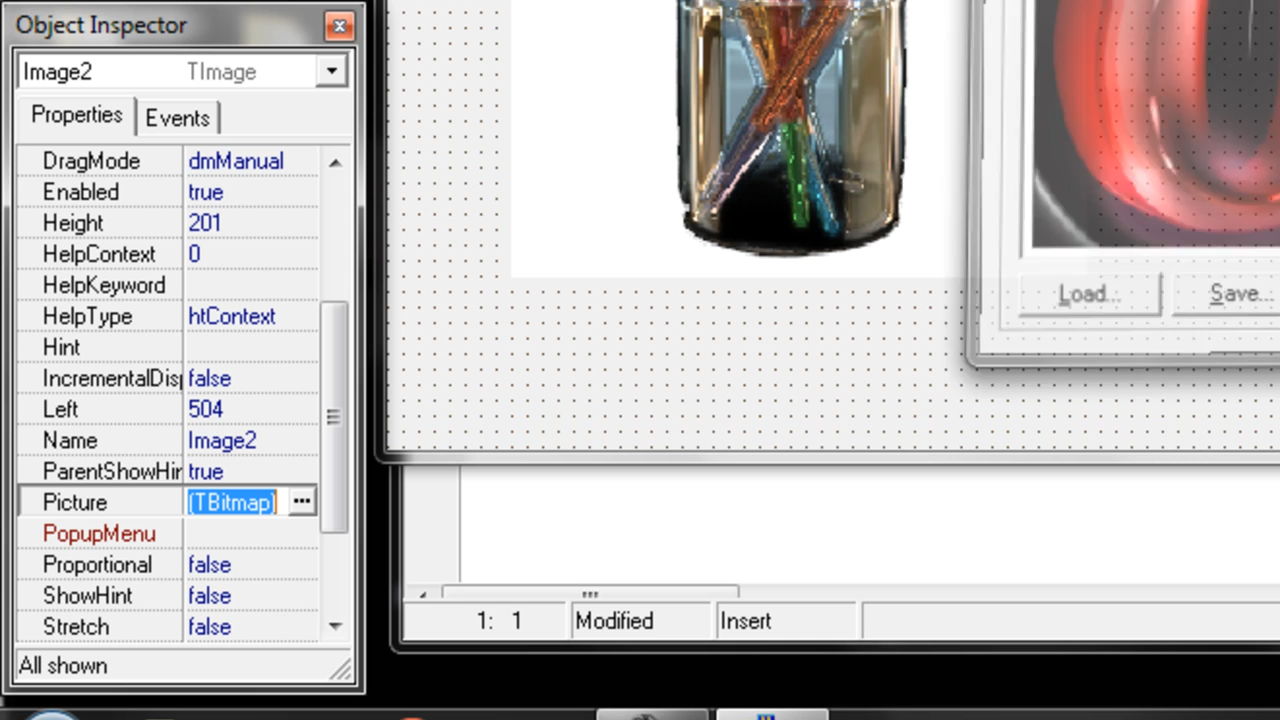 Object Inspector
Image2 TImage
Properties Events
DragMode dmManual
Enabled true
Height 201
HelpContext 0
HelpKeyword
HelpType htContext
Hint
IncrementalDisp false
Left 504
Name Image2
ParentShowHin true
Picture (TBitmap) ...
PopupMenu
Proportional false
ShowHint false
Stretch false
All shown
Load...
Save...
1: 1 Modified Insert